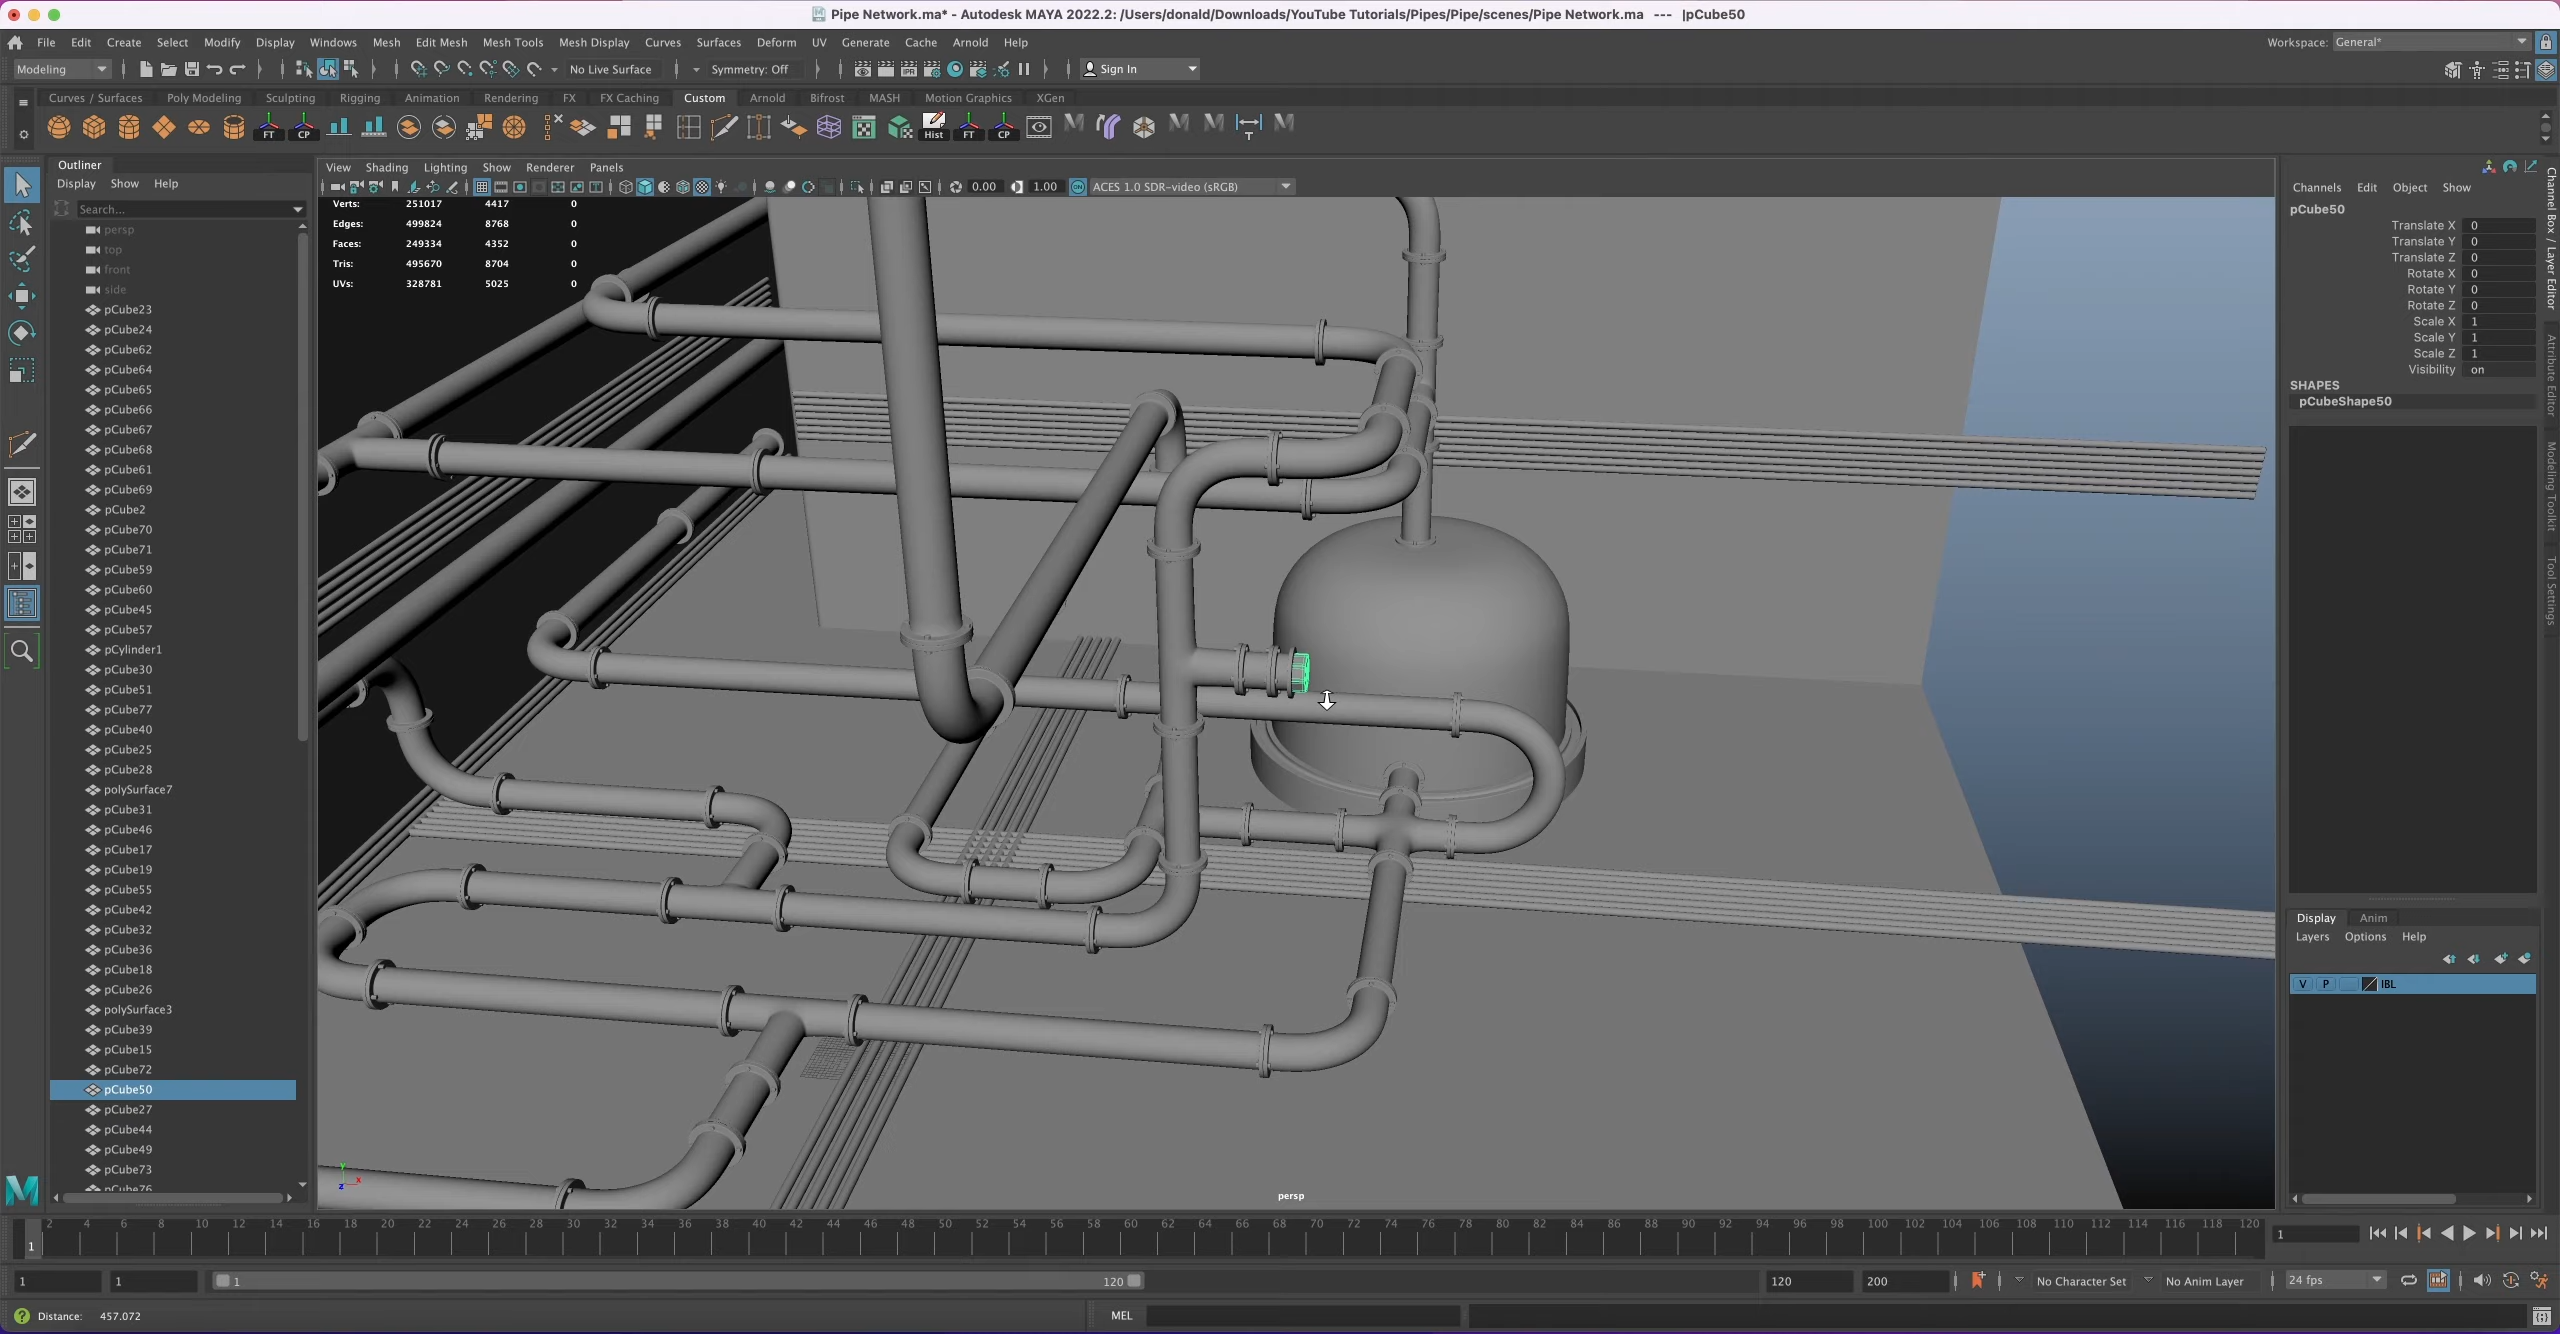 Pipe Network.ma* - Autodesk MAYA 2022.2: /Users/donald/Downloads/YouTube Tutorials/Pipes/Pipe/scenes/Pipe Network.ma   ---   |pCube50
File Edit Create Select Modify Display Windows Mesh Edit Mesh Mesh Tools Mesh Display Curves Surfaces Deform UV Generate Cache Arnold Help Workspace: General*
Modeling No Live Surface Symmetry: Off Sign In
Curves / Surfaces Poly Modeling Sculpting Rigging Animation Rendering FX FX Caching Custom Arnold Bifrost MASH Motion Graphics XGen
FT CP Hist FT CP
Outliner
Display Show Help
Search...
persp
top
front
side
pCube23
pCube24
pCube62
pCube64
pCube65
pCube66
pCube67
pCube68
pCube61
pCube69
pCube2
pCube70
pCube71
pCube59
pCube60
pCube45
pCube57
pCylinder1
pCube30
pCube51
pCube77
pCube40
pCube25
pCube28
polySurface7
pCube31
pCube46
pCube17
pCube19
pCube55
pCube42
pCube32
pCube36
pCube18
pCube26
polySurface3
pCube39
pCube15
pCube72
pCube50
pCube27
pCube44
pCube49
pCube73
pCube76
View Shading Lighting Show Renderer Panels
0.00 1.00 ACES 1.0 SDR-video (sRGB)
Verts: 251017 4417 0
Edges: 499824 8768 0
Faces: 249334 4352 0
Tris: 495670 8704 0
UVs: 328781 5025 0
y
z x
persp
Channels Edit Object Show
pCube50
Translate X 0
Translate Y 0
Translate Z 0
Rotate X 0
Rotate Y 0
Rotate Z 0
Scale X 1
Scale Y 1
Scale Z 1
Visibility on
SHAPES
pCubeShape50
Channel Box / Layer Editor
Attribute Editor
Modeling Toolkit
Tool Settings
Display Anim
Layers Options Help
V P IBL
2 4 6 8 10 12 14 16 18 20 22 24 26 28 30 32 34 36 38 40 42 44 46 48 50 52 54 56 58 60 62 64 66 68 70 72 74 76 78 80 82 84 86 88 90 92 94 96 98 100 102 104 106 108 110 112 114 116 118 120
1 1
1 1 1 120 120 200 No Character Set No Anim Layer 24 fps
Distance: 457.072 MEL